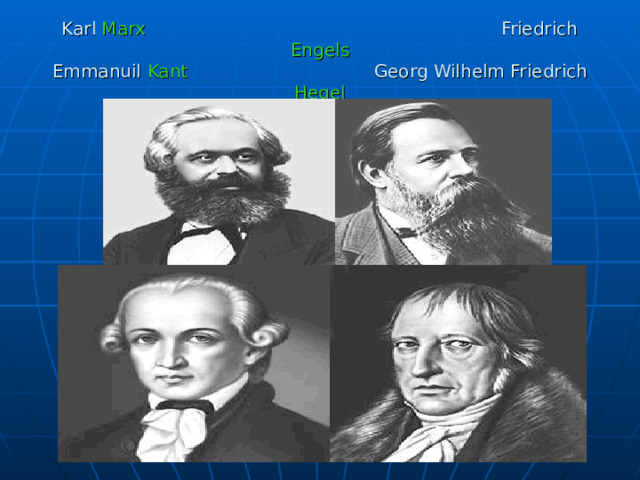 Karl Marx Friedrich
Engels
Emmanuil Kant Georg Wilhelm Friedrich
Hegel